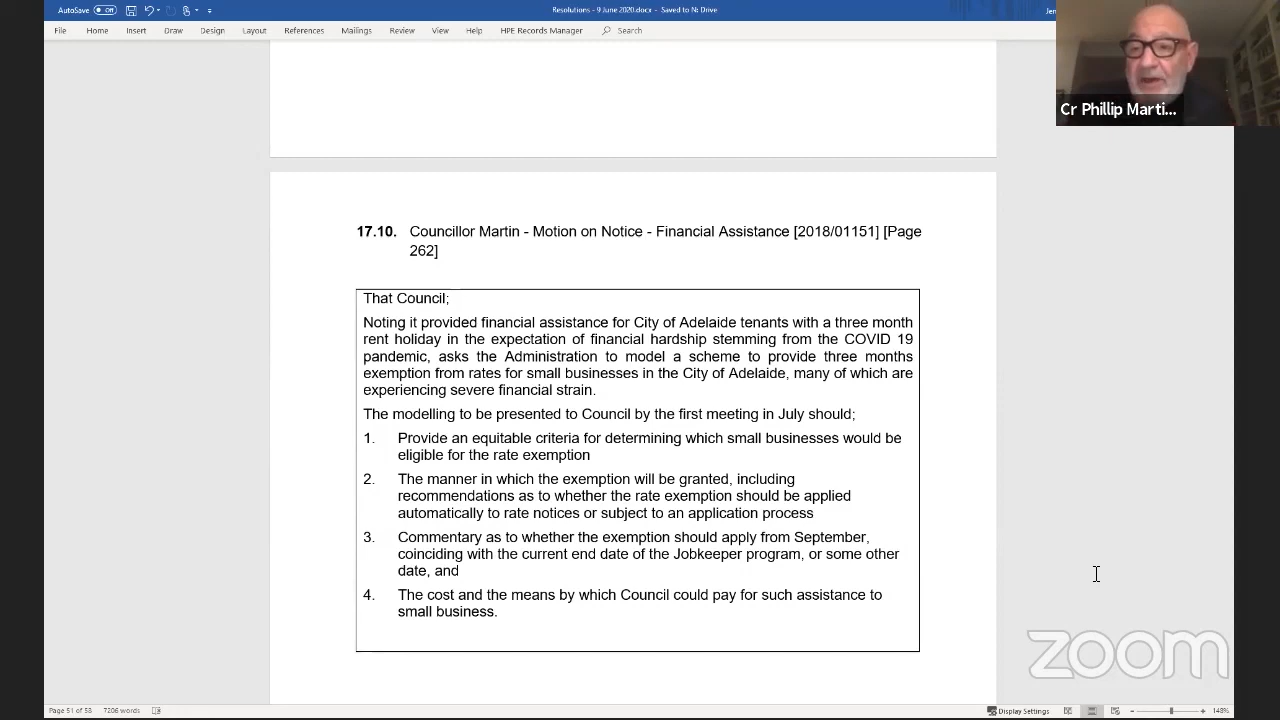 AutoSave Off
Resolutions - 9 June 2020.docx - Saved to N: Drive
Jen
File Home Insert Draw Design Layout References Mailings Review View Help HPE Records Manager Search
Cr Phillip Marti...
17.10. Councillor Martin - Motion on Notice - Financial Assistance [2018/01151] [Page
262]
That Council;
Noting it provided financial assistance for City of Adelaide tenants with a three month
rent holiday in the expectation of financial hardship stemming from the COVID 19
pandemic, asks the Administration to model a scheme to provide three months
exemption from rates for small businesses in the City of Adelaide, many of which are
experiencing severe financial strain.
The modelling to be presented to Council by the first meeting in July should;
1. Provide an equitable criteria for determining which small businesses would be
eligible for the rate exemption
2. The manner in which the exemption will be granted, including
recommendations as to whether the rate exemption should be applied
automatically to rate notices or subject to an application process
3. Commentary as to whether the exemption should apply from September,
coinciding with the current end date of the Jobkeeper program, or some other
date, and
4. The cost and the means by which Council could pay for such assistance to
small business.
zoom
Page 51 of 58 7206 words
Display Settings
148%